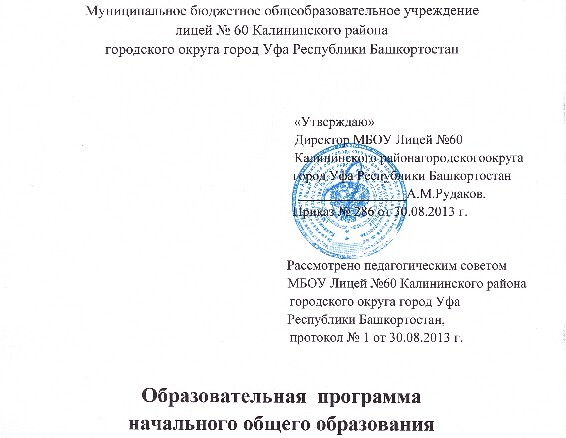 Муниципальное бюджетное общеобразовательное учреждение
лицей № 60 Калининского района
городского округа город Уфа Республики Башкортостан
«Утверждаю»
Директор МБОУ Лицей №60
Калининского районагородскогоокруга
город Уфа Республики Башкортостан
А.М.Рудаков.
Приказ № 286 от 30.08.2013 г.
Рассмотрено педагогическим советом
МБОУ Лицей №60 Калининского района
городского округа город Уфа
Республики Башкортостан,
протокол № 1 от 30.08.2013 г.
Образовательная программа
начального общего образования